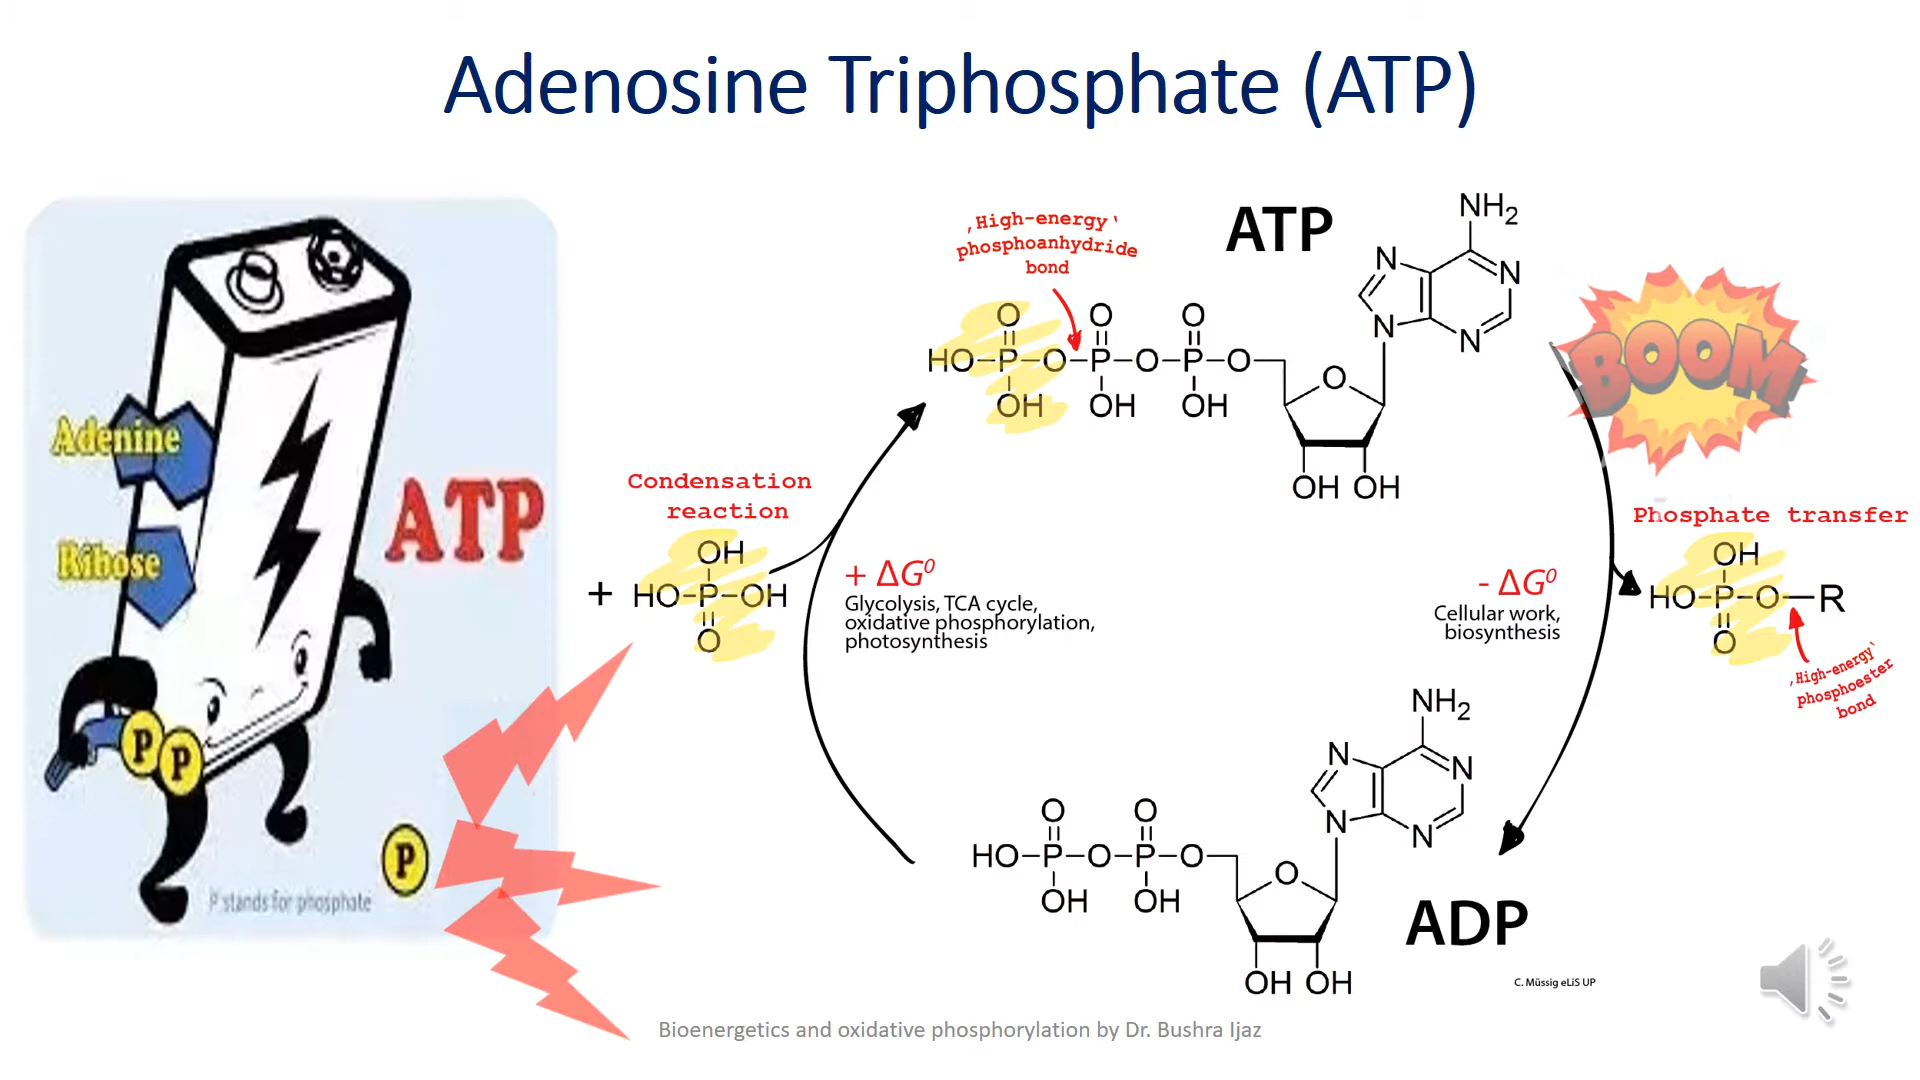 Adenosine Triphosphate (ATP)
Adenine
Ribose
ATP
P
P
P
P stands for phosphate
Condensation
reaction
+
OH
HO-P-OH
O
+ ΔG⁰
Glycolysis, TCA cycle,
oxidative phosphorylation,
photosynthesis
‚High-energy‘
phosphoanhydride
bond
ATP
NH₂
N
N
N
N
O O O
HO-P-O-P-O-P-O
O
OH OH OH
OH OH
BOOM
Phosphate transfer
OH
HO-P-O-R
O
‚High-energy‘
phosphoester
bond
- ΔG⁰
Cellular work,
biosynthesis
NH₂
N
N
N
N
O O
HO-P-O-P-O
O
OH OH
OH OH
ADP
C. Müssig eLiS UP
Bioenergetics and oxidative phosphorylation by Dr. Bushra Ijaz